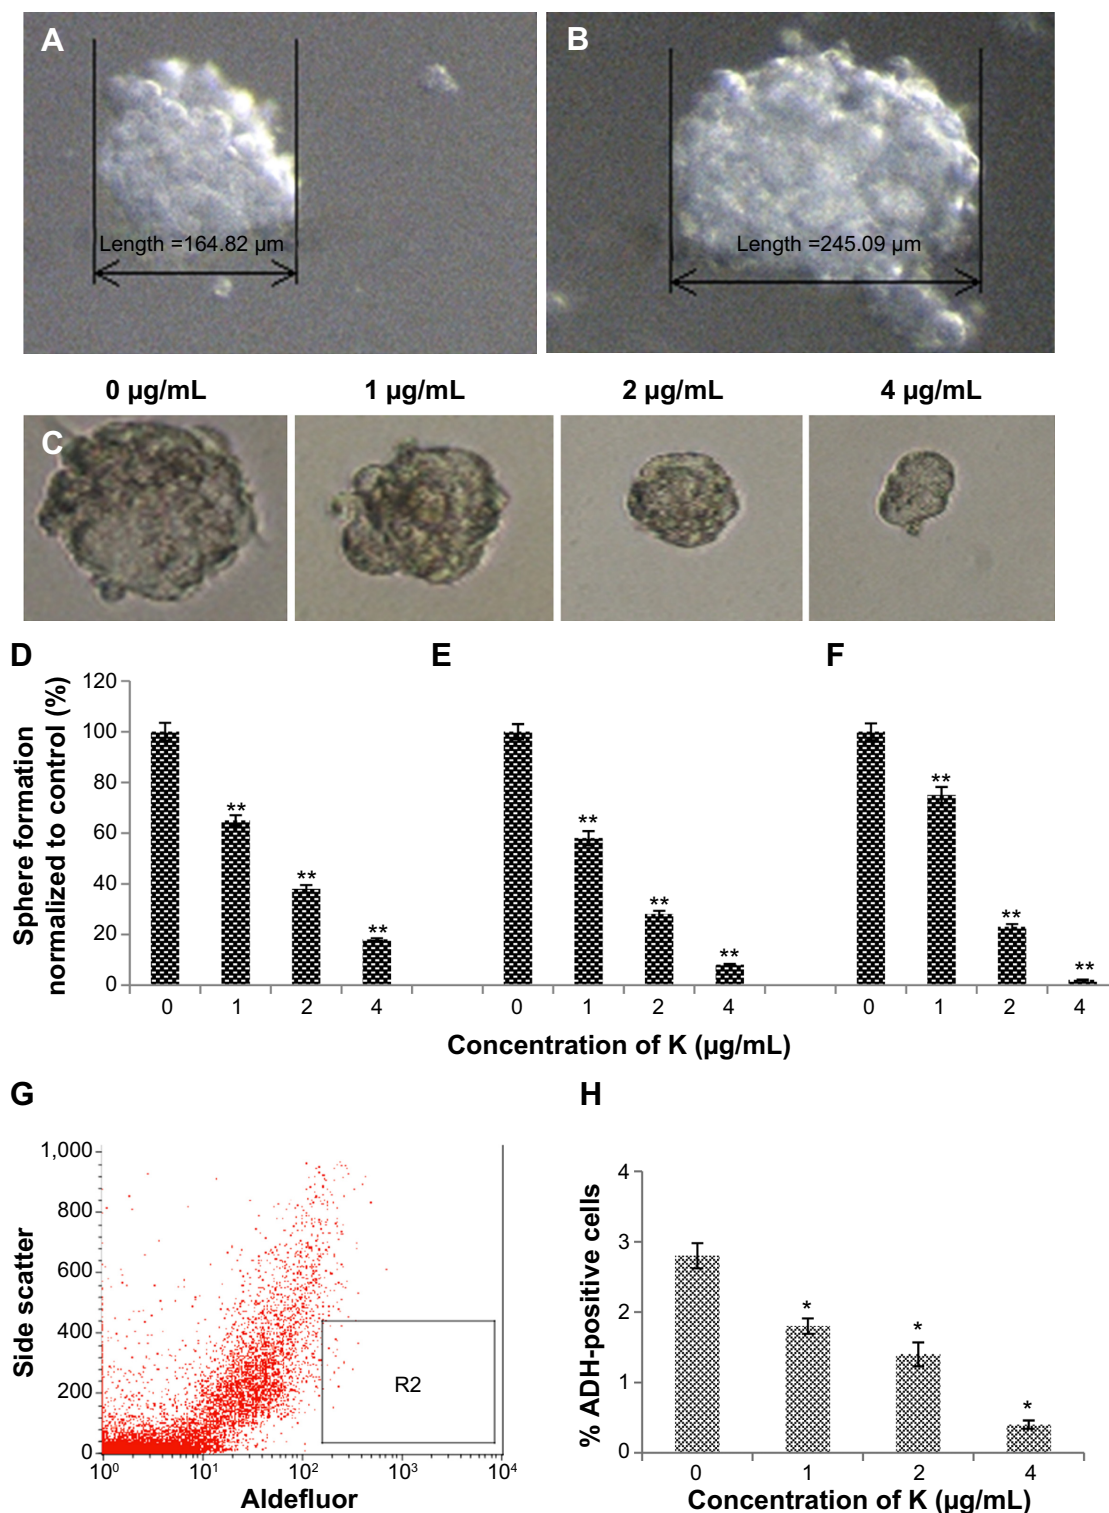 A
B
Length =164.82 µm
Length =245.09 µm
0 µg/mL
1 µg/mL
2 µg/mL
4 µg/mL
C
D
E
F
Sphere formation
normalized to control (%)
120
100
80
60
40
20
0
**
**
**
**
**
**
**
**
**
0
1
2
4
0
1
2
4
0
1
2
4
Concentration of K (µg/mL)
G
H
Side scatter
1,000
800
600
400
200
0
R2
10⁰
10¹
10²
10³
10⁴
Aldefluor
% ADH-positive cells
4
3
2
1
0
*
*
*
0
1
2
4
Concentration of K (µg/mL)